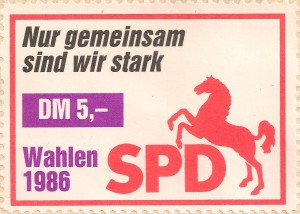 Nur gemeinsam
sind wir stark
DM 5,–
Wahlen
1986
SPD